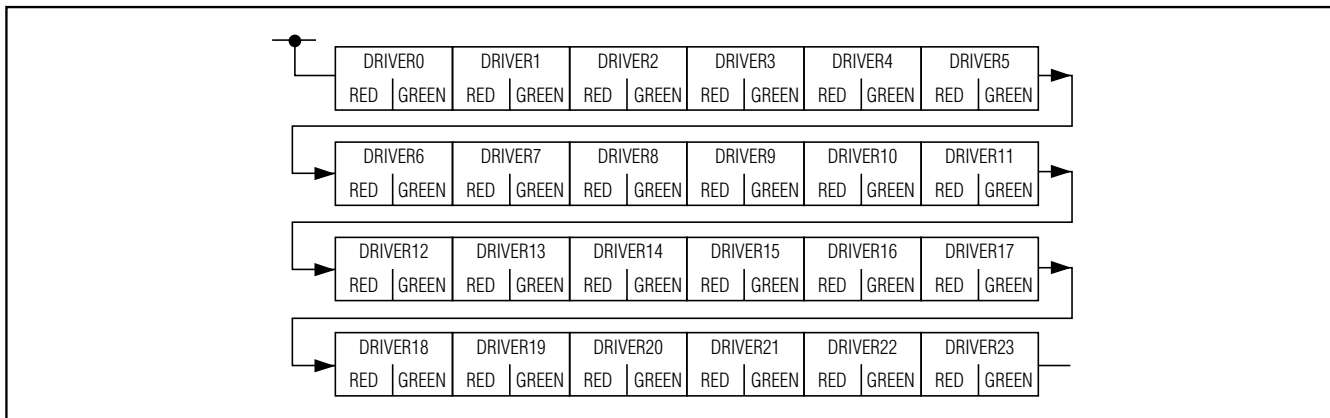 DRIVER0 DRIVER1 DRIVER2 DRIVER3 DRIVER4 DRIVER5
RED GREEN RED GREEN RED GREEN RED GREEN RED GREEN RED GREEN
DRIVER6 DRIVER7 DRIVER8 DRIVER9 DRIVER10 DRIVER11
RED GREEN RED GREEN RED GREEN RED GREEN RED GREEN RED GREEN
DRIVER12 DRIVER13 DRIVER14 DRIVER15 DRIVER16 DRIVER17
RED GREEN RED GREEN RED GREEN RED GREEN RED GREEN RED GREEN
DRIVER18 DRIVER19 DRIVER20 DRIVER21 DRIVER22 DRIVER23
RED GREEN RED GREEN RED GREEN RED GREEN RED GREEN RED GREEN